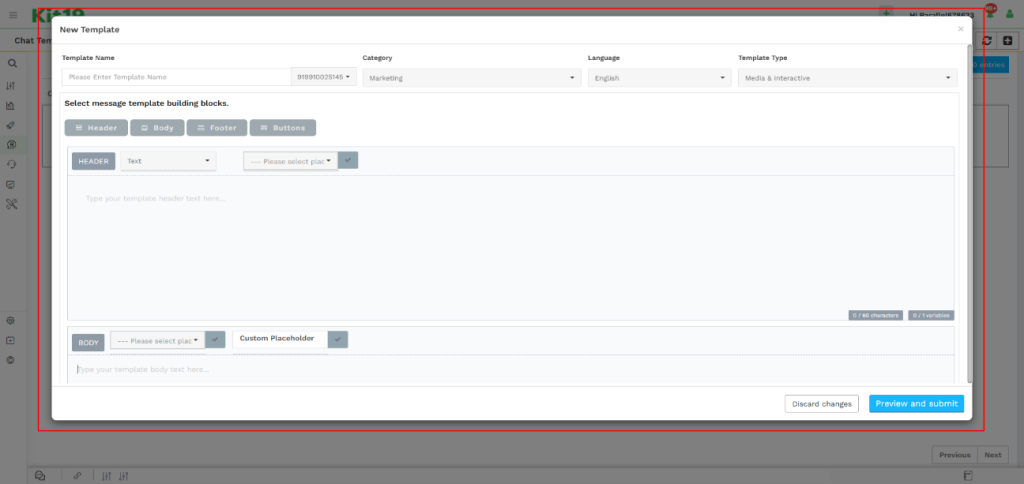 Kit19
Hi Parallel678633
Chat Tem
New Template
×
Template Name
Category
Language
Template Type
Please Enter Template Name
919910025145
Marketing
English
Media & Interactive
entries
Select message template building blocks.
Header
Body
Footer
Buttons
HEADER
Text
--- Please select plac
Type your template header text here...
0 / 60 characters
0 / 1 variables
BODY
--- Please select plac
Custom Placeholder
Type your template body text here...
Discard changes
Preview and submit
Previous
Next